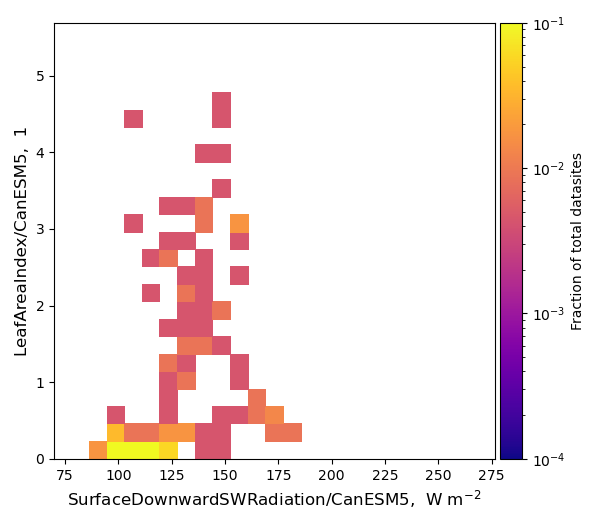 LeafAreaIndex/CanESM5, 1
5
4
3
2
1
0
75 100 125 150 175 200 225 250 275
SurfaceDownwardSWRadiation/CanESM5, W m⁻²
10⁻¹
10⁻²
10⁻³
10⁻⁴
Fraction of total datasites